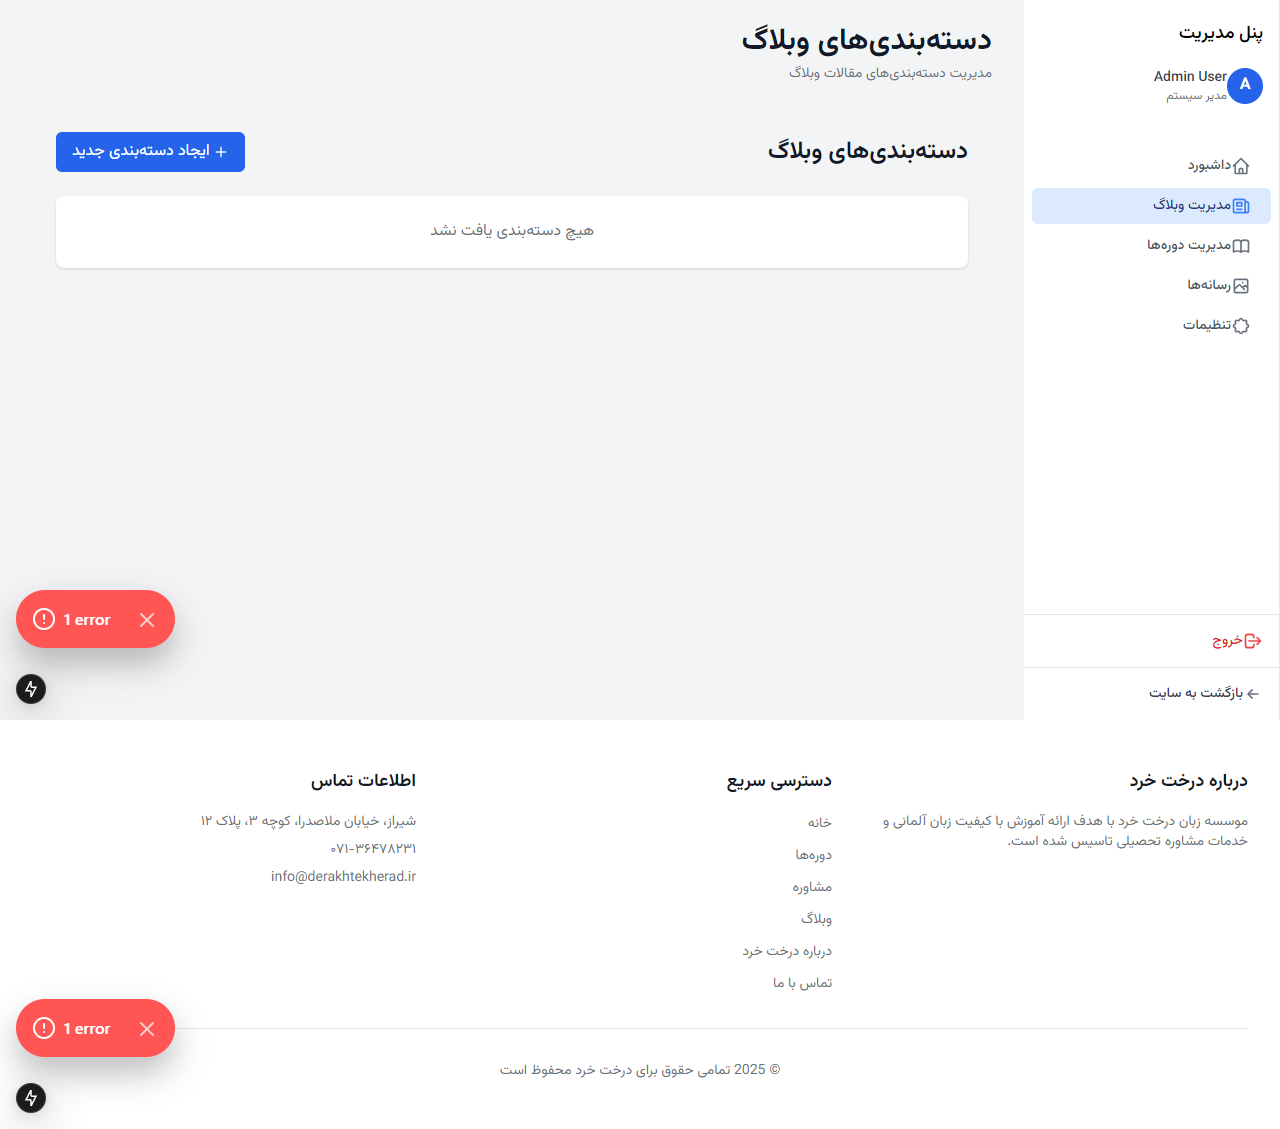 پنل مدیریت
A
Admin User
مدیر سیستم
داشبورد
مدیریت وبلاگ
مدیریت دوره‌ها
رسانه‌ها
تنظیمات
خروج
بازگشت به سایت
دسته‌بندی‌های وبلاگ
مدیریت دسته‌بندی‌های مقالات وبلاگ
دسته‌بندی‌های وبلاگ
ایجاد دسته‌بندی جدید
هیچ دسته‌بندی یافت نشد
1 error
درباره درخت خرد
موسسه زبان درخت خرد با هدف ارائه آموزش با کیفیت زبان آلمانی و
خدمات مشاوره تحصیلی تاسیس شده است.
دسترسی سریع
خانه
دوره‌ها
مشاوره
وبلاگ
درباره درخت خرد
تماس با ما
اطلاعات تماس
شیراز، خیابان ملاصدرا، کوچه ۳، پلاک ۱۲
۰۷۱-۳۶۴۷۸۲۳۱
info@derakhtekherad.ir
1 error
© 2025 تمامی حقوق برای درخت خرد محفوظ است